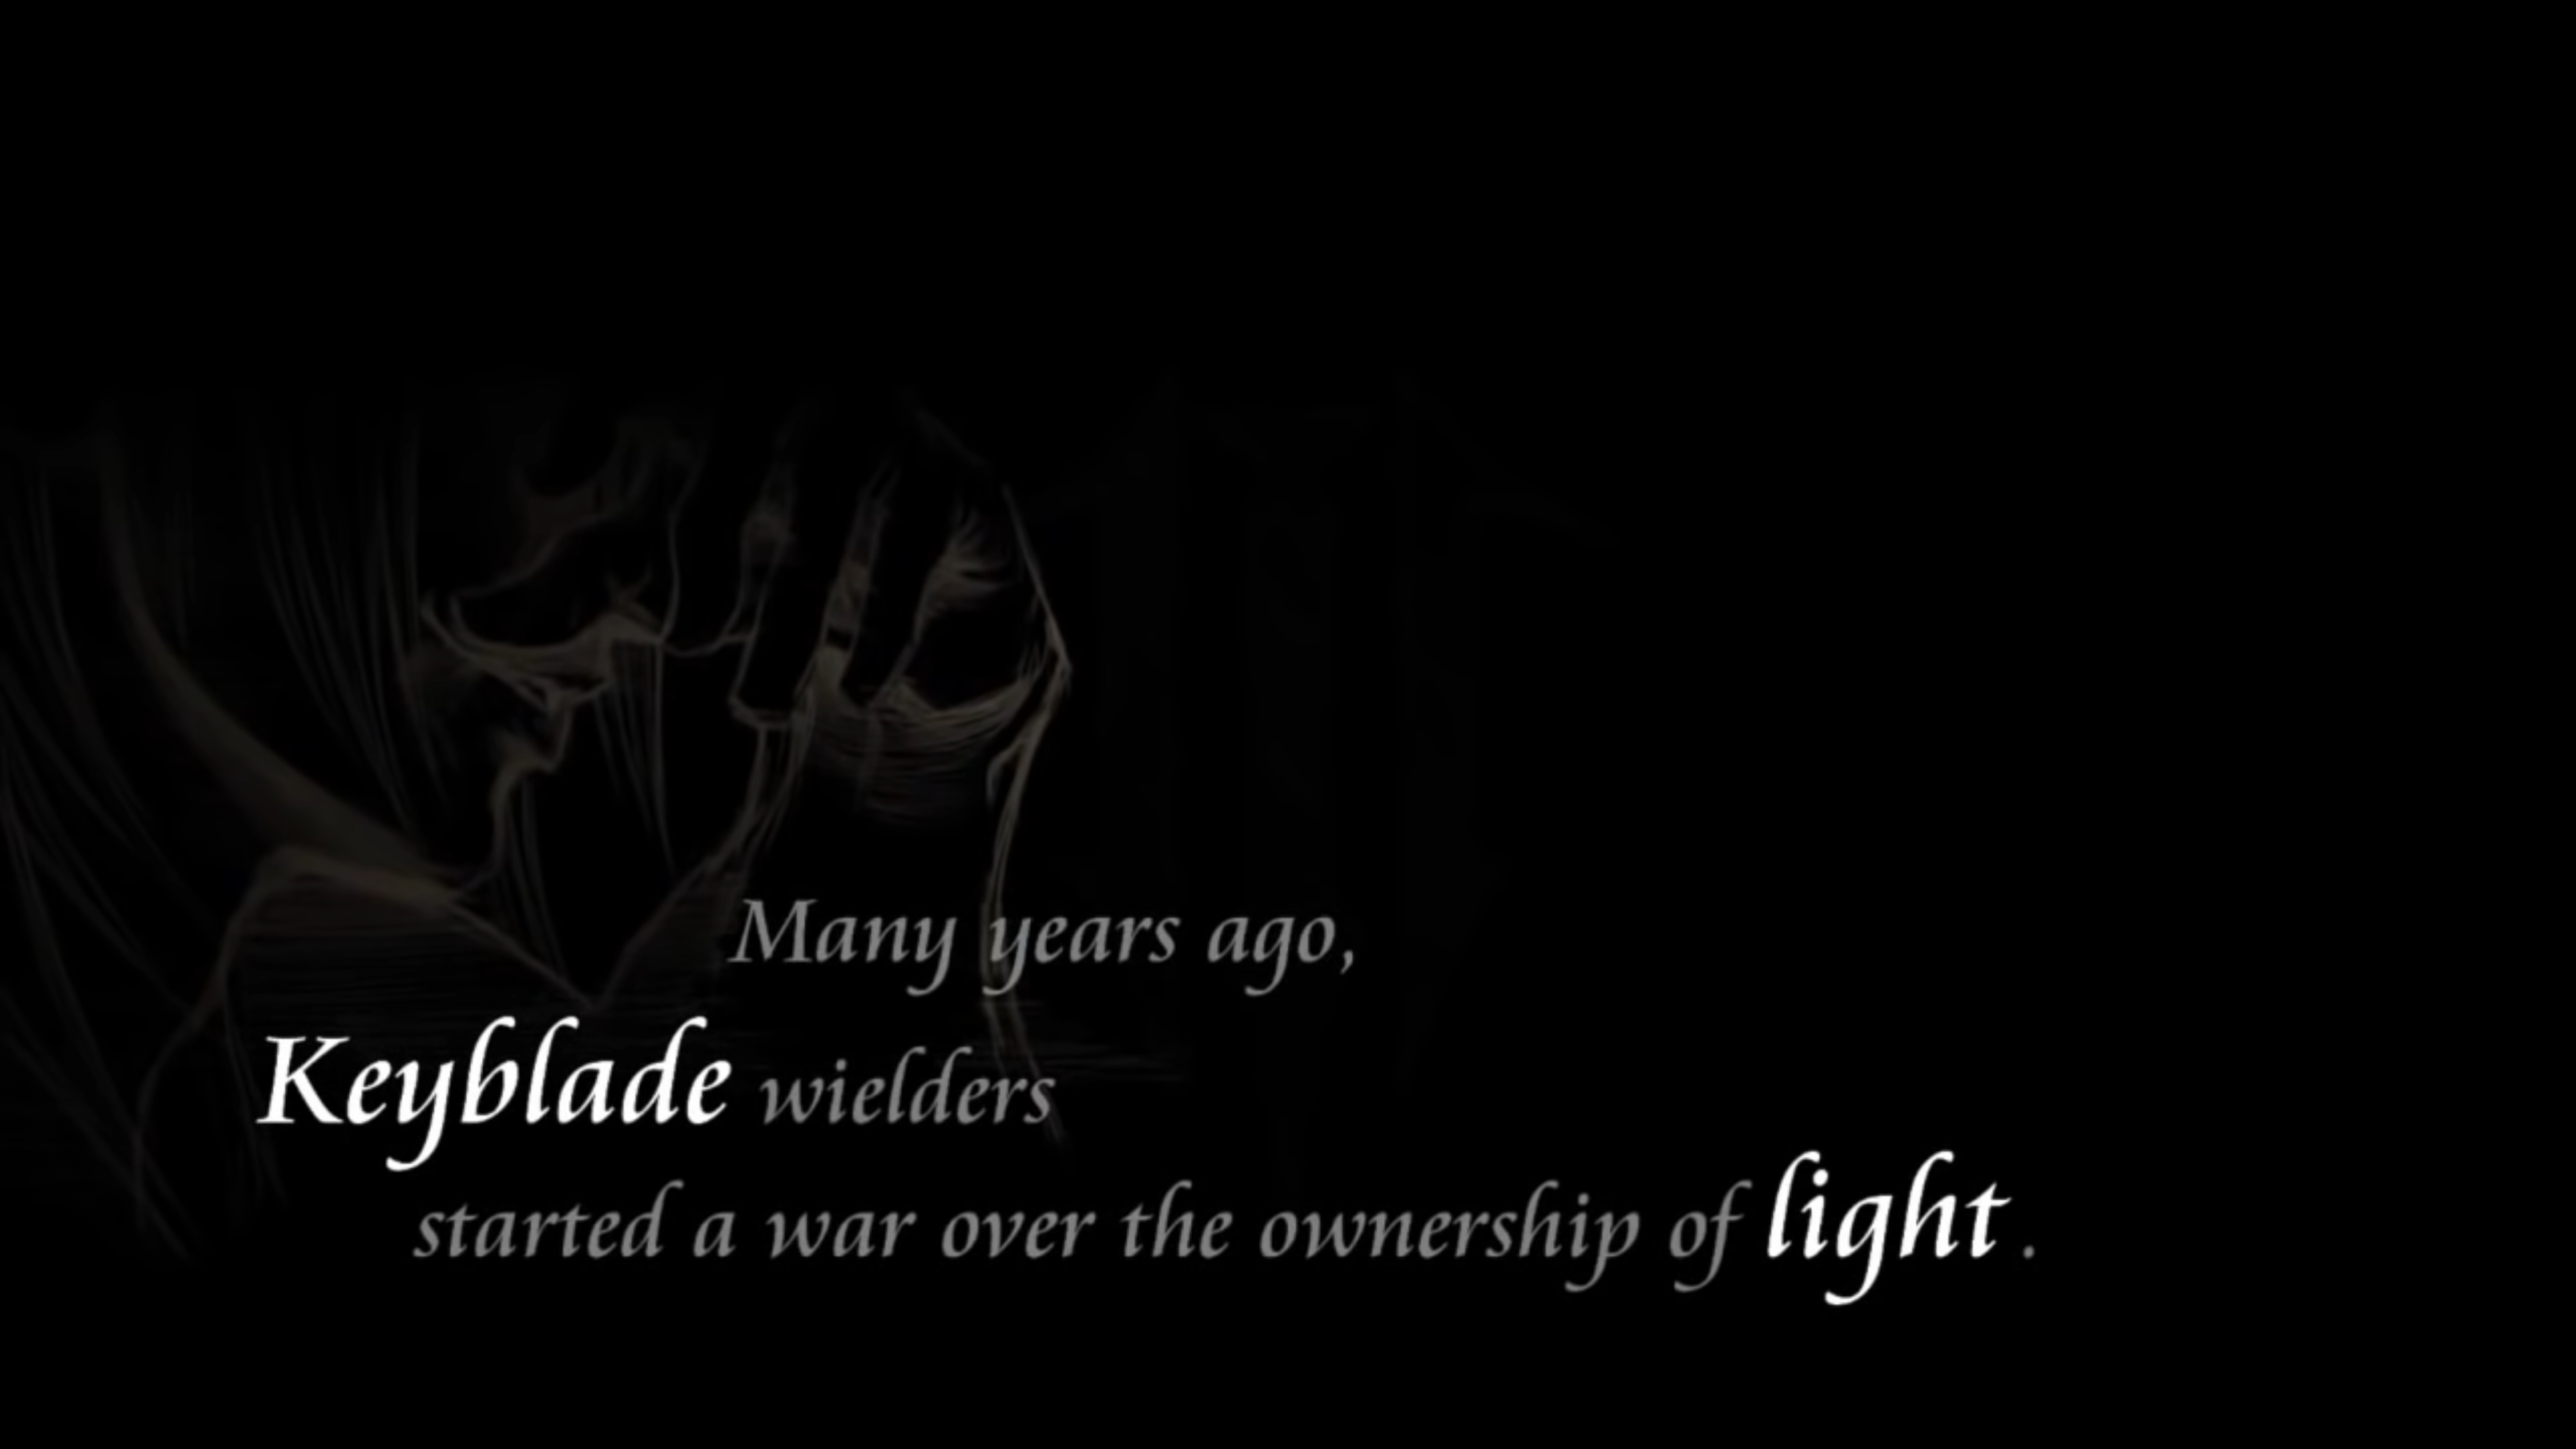 Many years ago,
Keyblade wielders
started a war over the ownership of light.